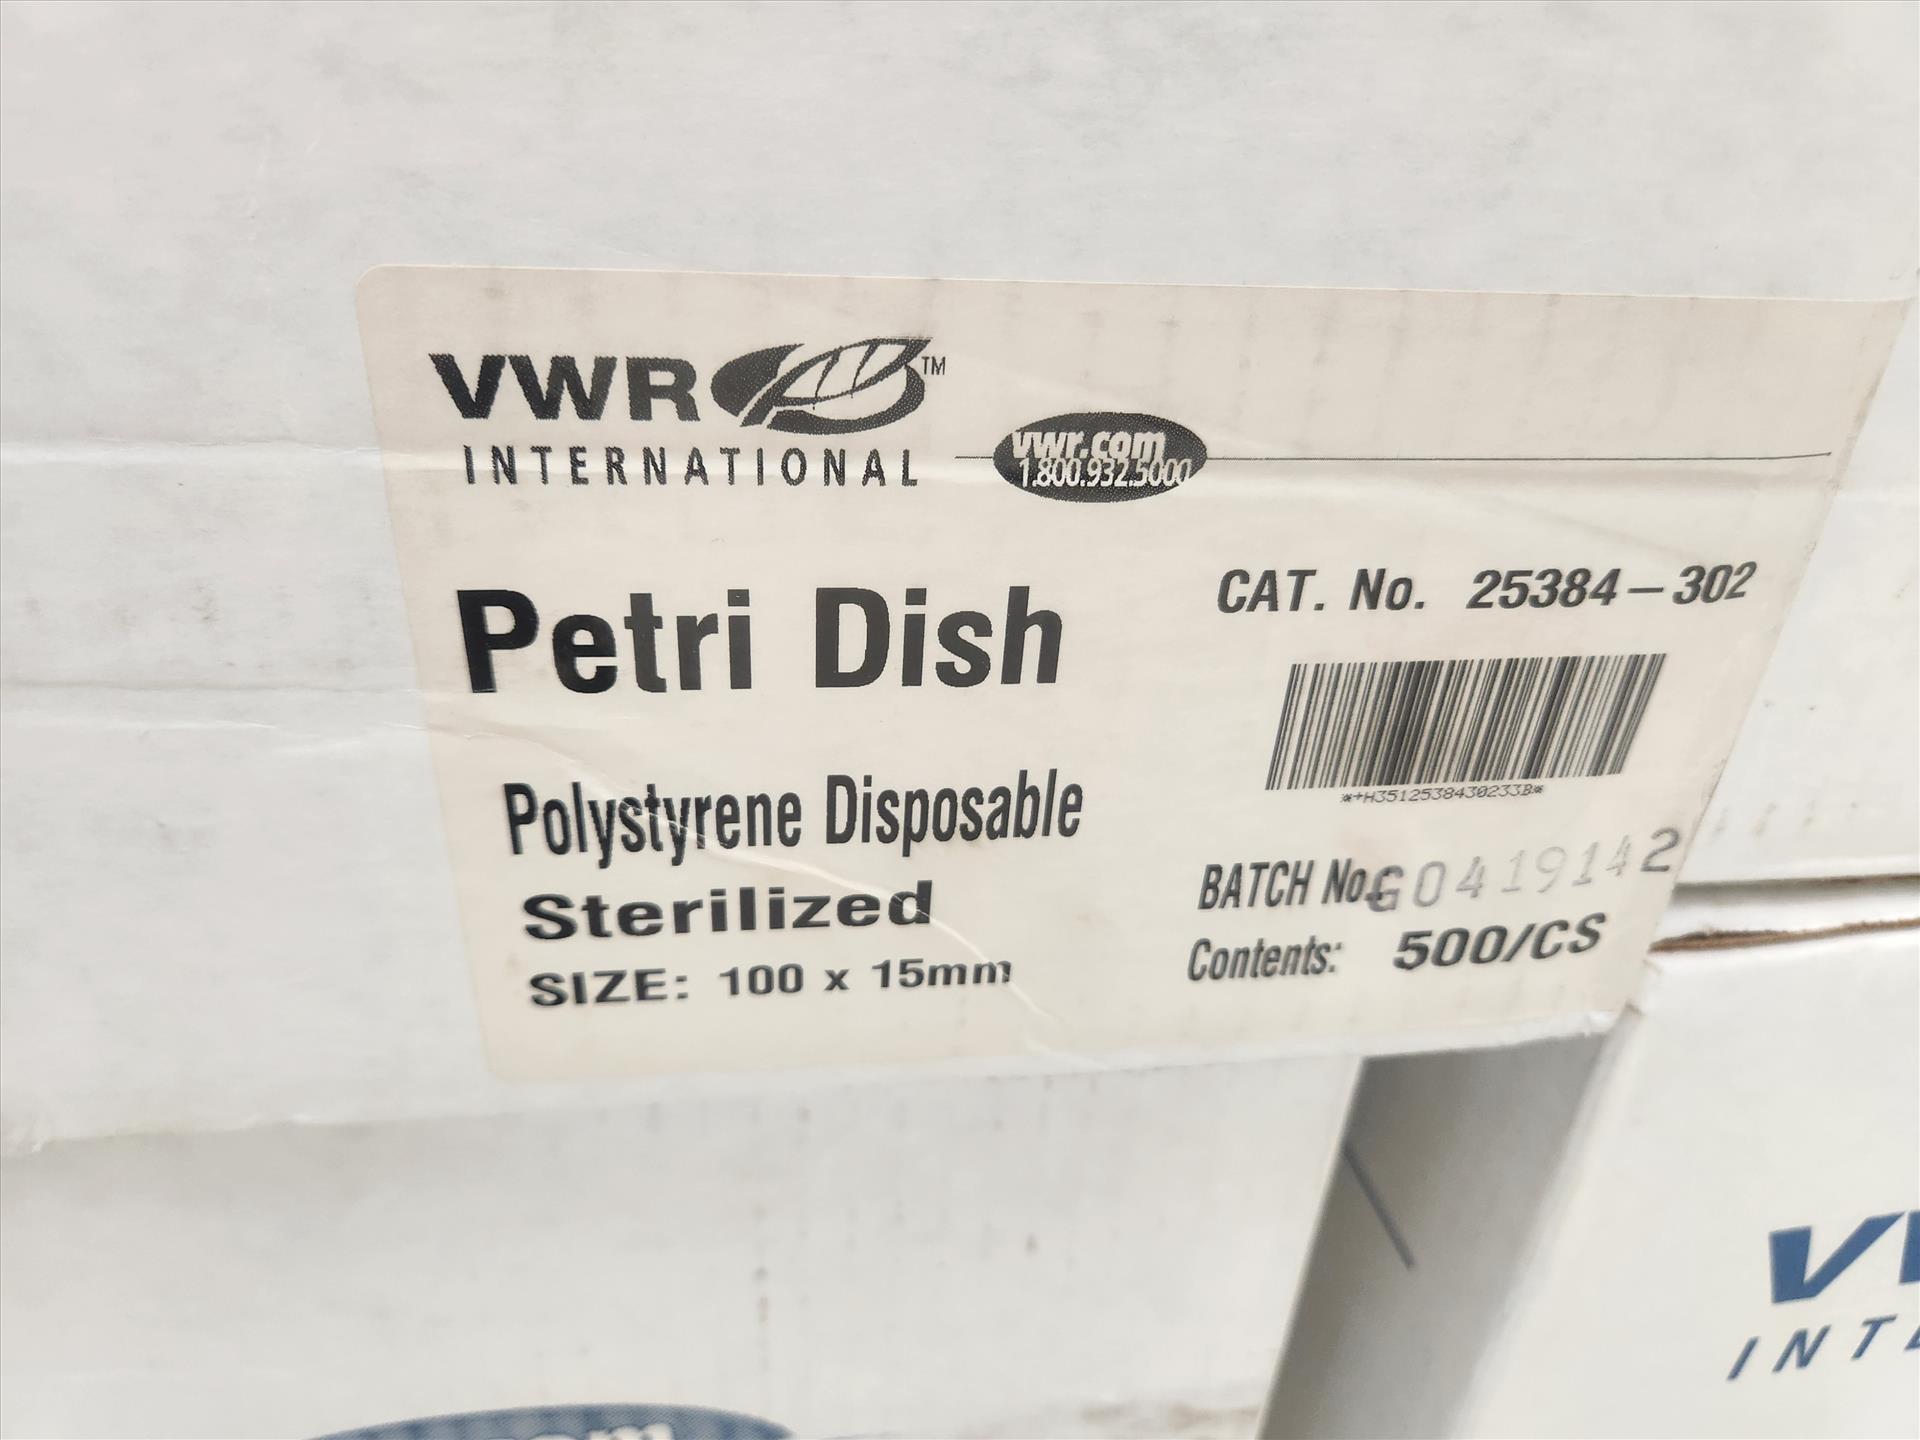 VWR™
INTERNATIONAL
vwr.com
1.800.932.5000
Petri Dish
CAT. No. 25384-302
*+H3512538430233B*
Polystyrene Disposable
Sterilized
SIZE: 100 x 15mm
BATCH No. G0419142
Contents: 500/CS